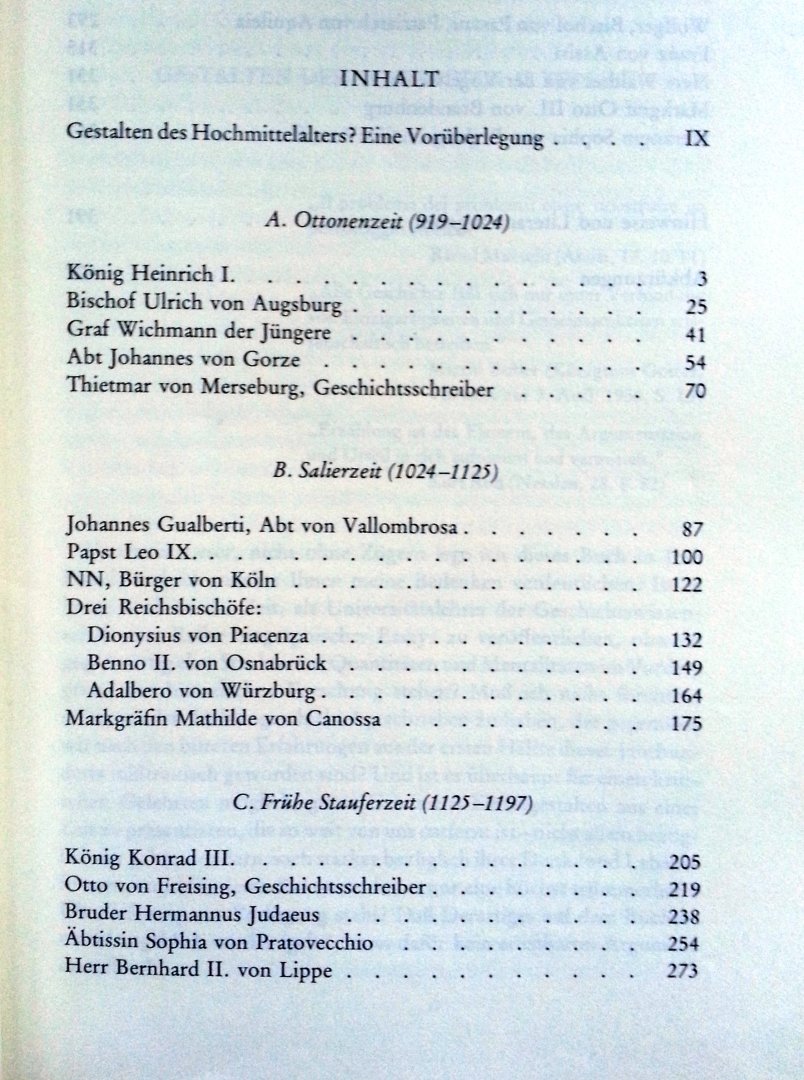 INHALT
Gestalten des Hochmittelalters? Eine Vorüberlegung . . . . IX
A. Ottonenzeit (919–1024)
König Heinrich I. . . . . . . . . . . . . . . . 3
Bischof Ulrich von Augsburg . . . . . . . . . . . 25
Graf Wichmann der Jüngere . . . . . . . . . . . 41
Abt Johannes von Gorze . . . . . . . . . . . . 54
Thietmar von Merseburg, Geschichtsschreiber . . . . . 70
B. Salierzeit (1024–1125)
Johannes Gualberti, Abt von Vallombrosa . . . . . . . 87
Papst Leo IX. . . . . . . . . . . . . . . . . 100
NN, Bürger von Köln . . . . . . . . . . . . . 122
Drei Reichsbischöfe:
Dionysius von Piacenza . . . . . . . . . . . . 132
Benno II. von Osnabrück . . . . . . . . . . . 149
Adalbero von Würzburg . . . . . . . . . . . . 164
Markgräfin Mathilde von Canossa . . . . . . . . . 175
C. Frühe Stauferzeit (1125–1197)
König Konrad III. . . . . . . . . . . . . . . . 205
Otto von Freising, Geschichtsschreiber . . . . . . . . 219
Bruder Hermannus Judaeus . . . . . . . . . . . 238
Äbtissin Sophia von Pratovecchio . . . . . . . . . 254
Herr Bernhard II. von Lippe . . . . . . . . . . . 273